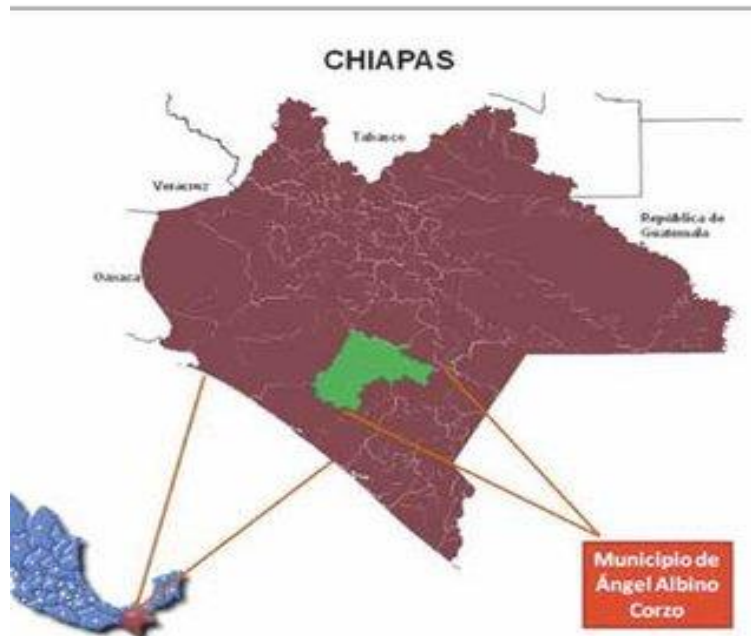 CHIAPAS
Tabasco
Veracruz
República de
Guatemala
Oaxaca
Municipio de
Ángel Albino
Corzo